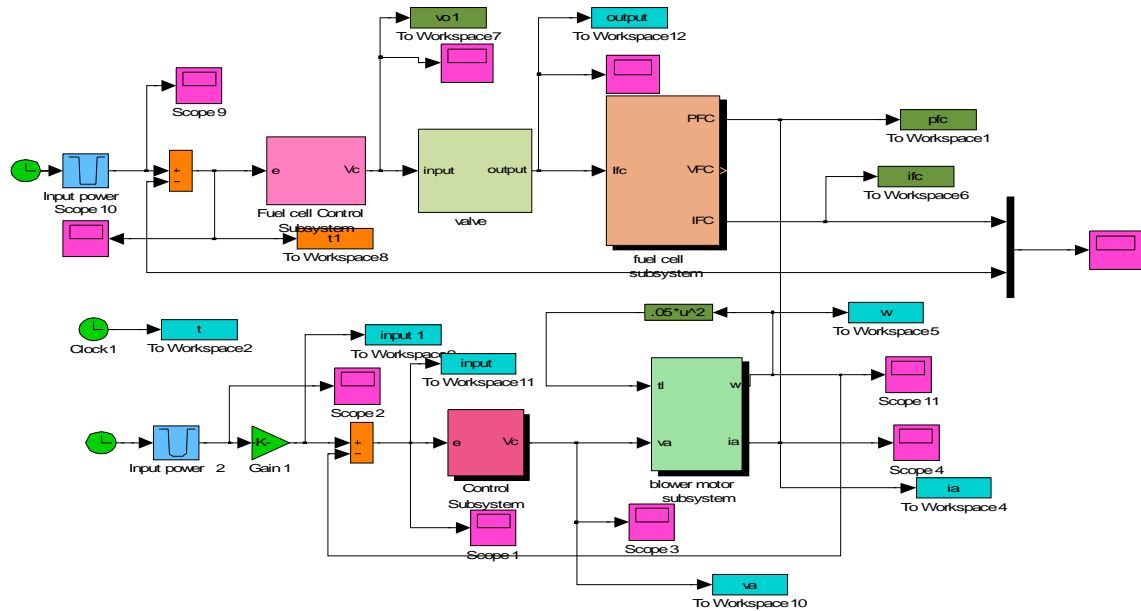 vo1
To Workspace7
output
To Workspace12
Scope 9
PFC
pfc
To Workspace1
+
−
e
Vc
input
output
Ifc
VFC
ifc
To Workspace6
Input power
Scope 10
Fuel cell Control
Subsystem
valve
IFC
t1
To Workspace8
fuel cell
subsystem
.05*u^2
w
To Workspace5
t
Clock1
To Workspace2
input 1
input
To Workspace11
tl
w
Scope 2
Scope 11
-K-
+
−
e
Vc
va
ia
Input power 2
Gain 1
Scope 4
Control
Subsystem
blower motor
subsystem
ia
To Workspace 4
Scope 1
Scope 3
va
To Workspace 10